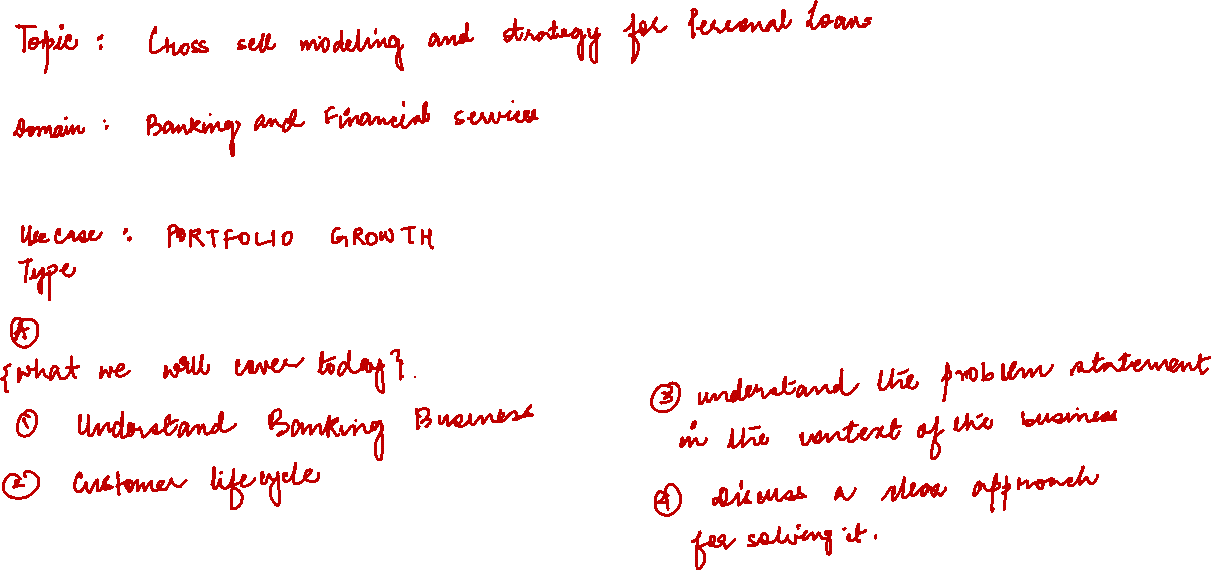 Topic : Cross sell modeling and strategy for Personal Loans
Domain : Banking and Financial services
Use case : PORTFOLIO GROWTH
Type
A
{What we will cover today}.
① Understand Banking Business
② Customer lifecycle
③ understand the problem statement
in the context of the business
④ Discuss a approach
for solving it.